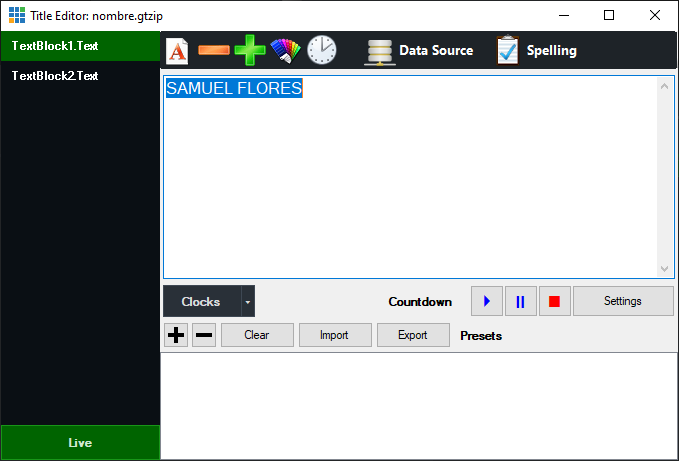 Title Editor: nombre.gtzip
TextBlock1.Text
TextBlock2.Text
Data Source
Spelling
SAMUEL FLORES
Clocks
Countdown
Settings
Clear
Import
Export
Presets
Live